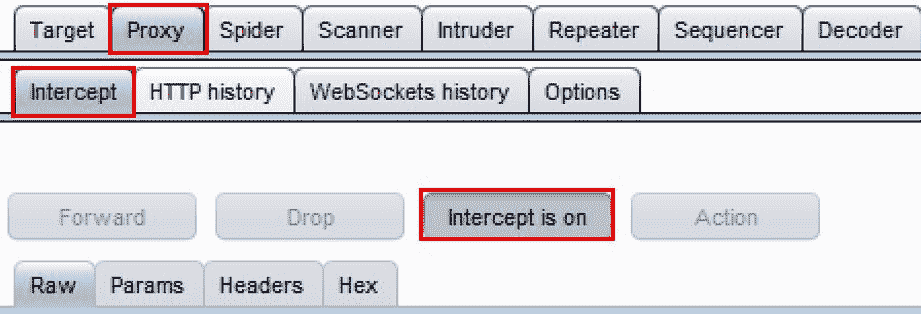 Target Proxy Spider Scanner Intruder Repeater Sequencer Decoder
Intercept HTTP history WebSockets history Options
Forward Drop Intercept is on Action
Raw Params Headers Hex